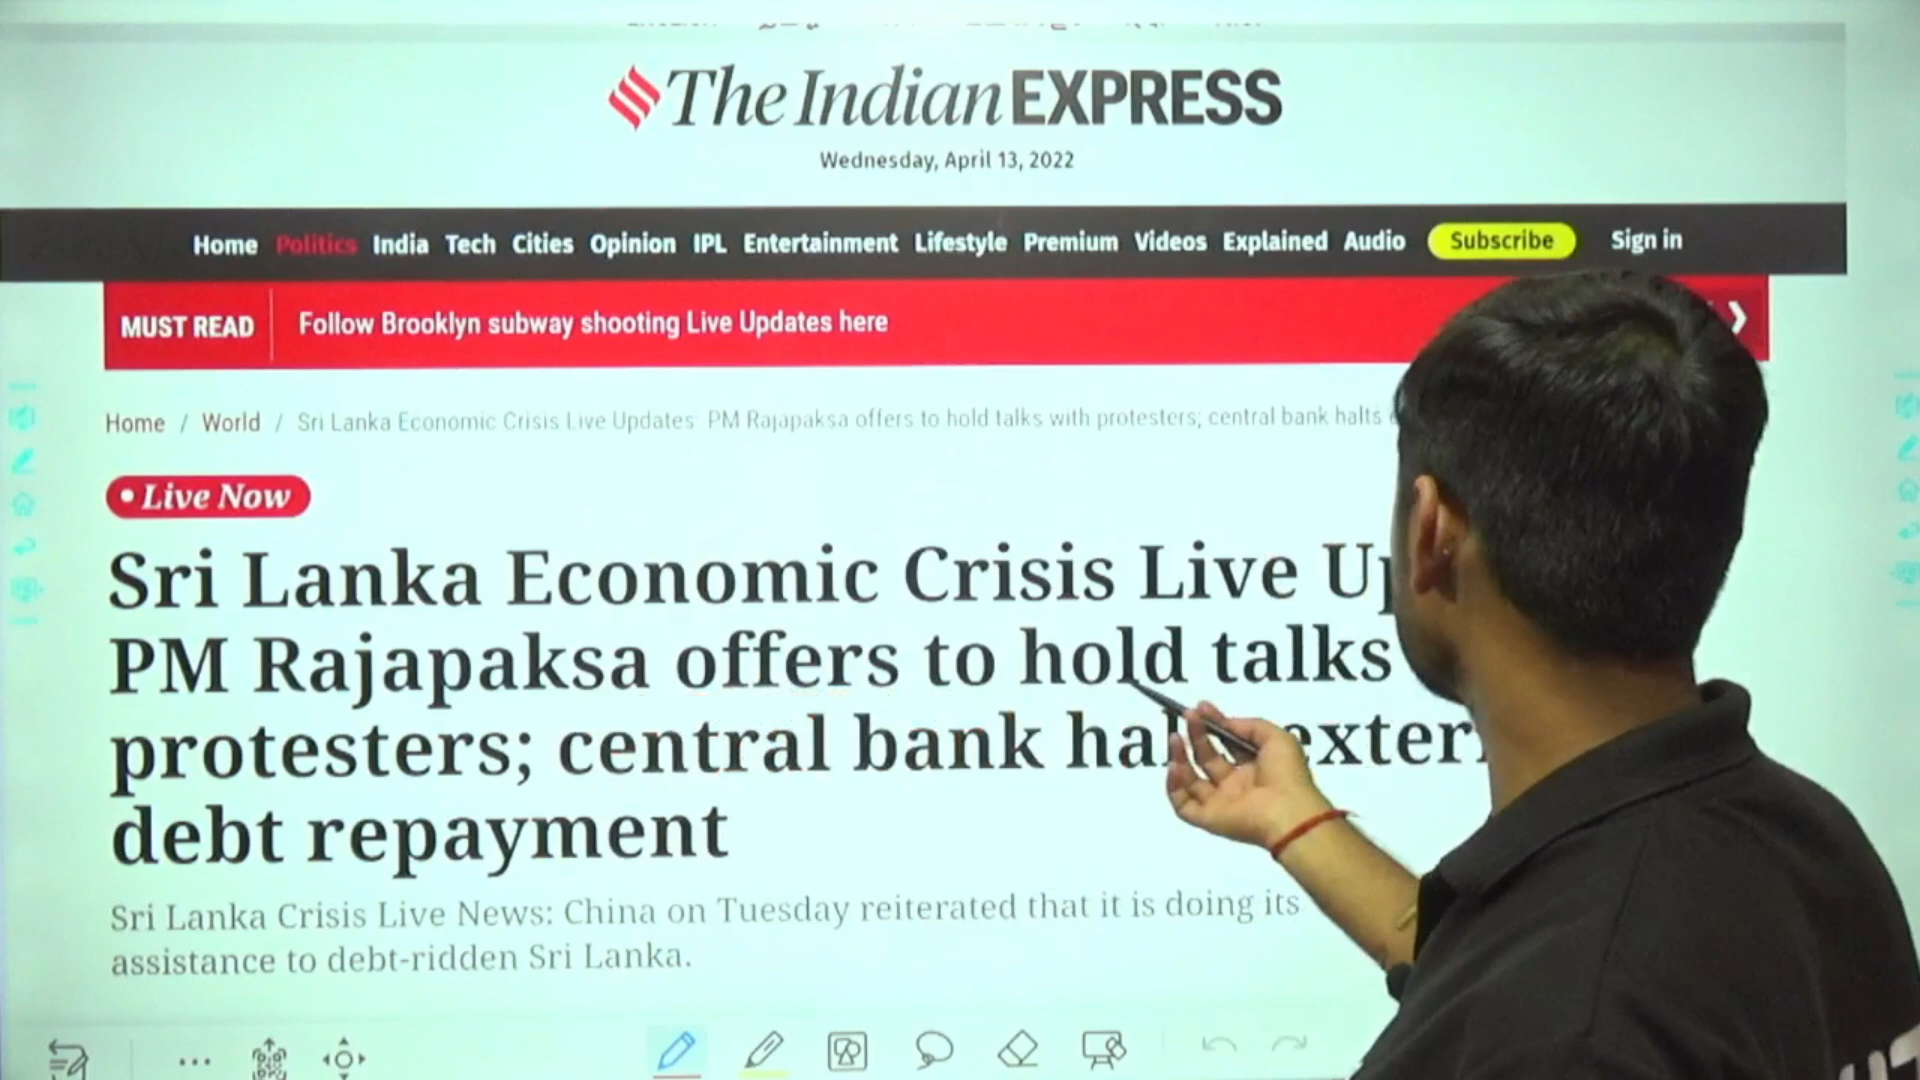 The Indian EXPRESS
Wednesday, April 13, 2022
Home Politics India Tech Cities Opinion IPL Entertainment Lifestyle Premium Videos Explained Audio Subscribe Sign in
MUST READ Follow Brooklyn subway shooting Live Updates here
Home / World / Sri Lanka Economic Crisis Live Updates: PM Rajapaksa offers to hold talks with protesters; central bank halts
• Live Now
Sri Lanka Economic Crisis Live
PM Rajapaksa offers to hold talks
protesters; central bank
debt repayment
Sri Lanka Crisis Live News: China on Tuesday reiterated that it is doing its
assistance to debt-ridden Sri Lanka.